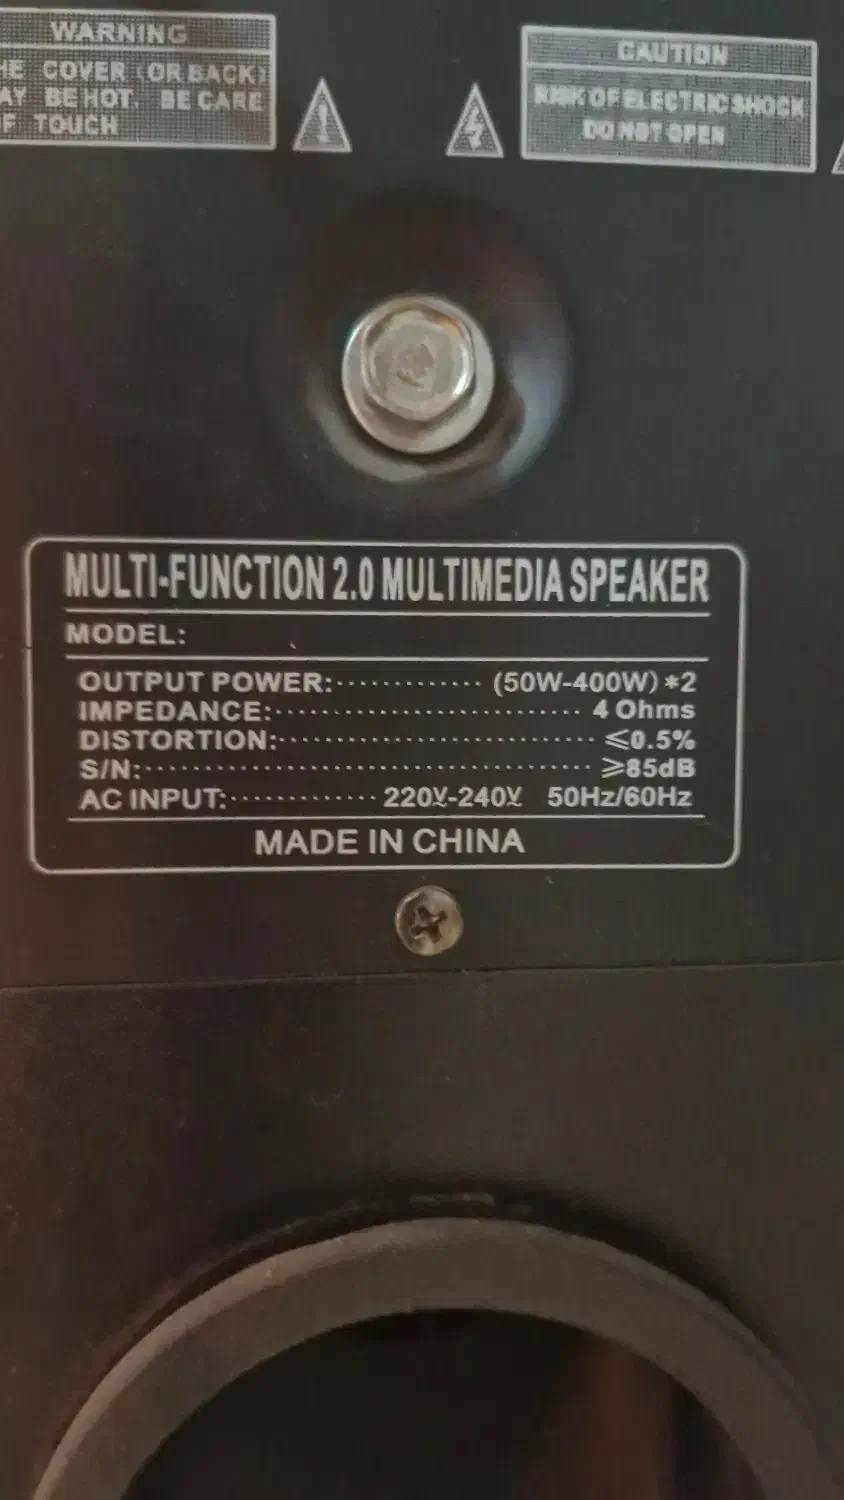 WARNING
HE COVER (OR BACK)
AY BE HOT. BE CARE
F TOUCH
CAUTION
RISK OF ELECTRIC SHOCK
DO NOT OPEN
MULTI-FUNCTION 2.0 MULTIMEDIA SPEAKER
MODEL:
OUTPUT POWER:············· (50W-400W)*2
IMPEDANCE:···························· 4 Ohms
DISTORTION:····························· ≤0.5%
S/N:········································· ≥85dB
AC INPUT:············· 220V-240V 50Hz/60Hz
MADE IN CHINA